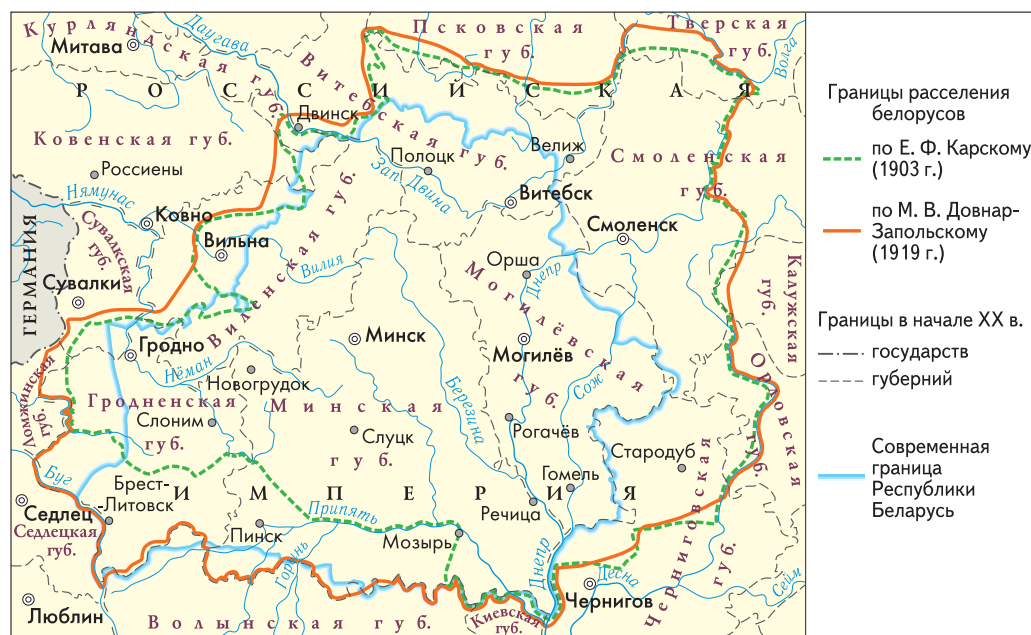 Курляндская губ.
Митава
Даугава
Витебская губ.
Псковская губ.
Тверская губ.
Волга
РОССИЙСКАЯ
Ковенская губ.
Двинск
Россиены
Полоцк
Велиж
Зап. Двина
Смоленская губ.
Витебск
Нямунас
Ковно
Сувалкская губ.
Вильна
Вилия
Смоленск
ГЕРМАНИЯ
Сувалки
Виленская губ.
Орша
Днепр
Могилёвская губ.
Калужская губ.
Гродно
Минск
Могилёв
Нёман
Новогрудок
Березина
Сож
Орловская губ.
Ломжинская губ.
Гродненская губ.
Минская губ.
Слоним
Слуцк
Рогачёв
Стародуб
Буг
Брест-
-Литовск
ИМПЕРИЯ
Гомель
Речица
Седлец
Седлецкая губ.
Припять
Пинск
Мозырь
Горынь
Днепр
Десна
Сейм
Чернигов
Черниговская губ.
Люблин
Волынская губ.
Киевская губ.
Границы расселения
белорусов
по Е. Ф. Карскому
(1903 г.)
по М. В. Довнар-
Запольскому
(1919 г.)
Границы в начале XX в.
государств
губерний
Современная
граница
Республики
Беларусь